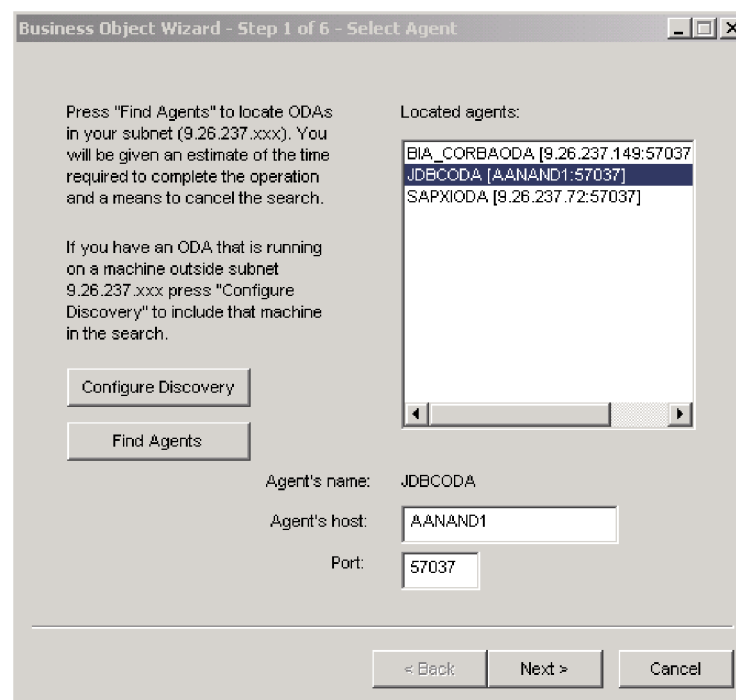 Business Object Wizard - Step 1 of 6 - Select Agent
Press "Find Agents" to locate ODAs
in your subnet (9.26.237.xxx). You
will be given an estimate of the time
required to complete the operation
and a means to cancel the search.
If you have an ODA that is running
on a machine outside subnet
9.26.237.xxx press "Configure
Discovery" to include that machine
in the search.
Configure Discovery
Find Agents
Located agents:
BIA_CORBAODA [9.26.237.149:57037
JDBCODA [AANAND1:57037]
SAPXIODA [9.26.237.72:57037]
Agent's name: JDBCODA
Agent's host: AANAND1
Port: 57037
< Back Next > Cancel